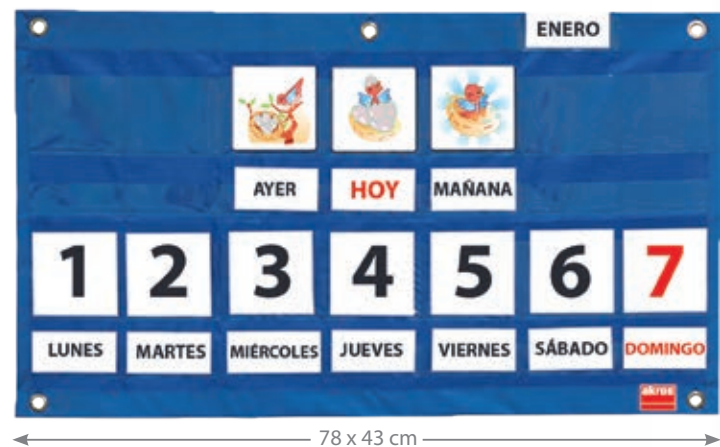 ENERO
AYER HOY MAÑANA
1 2 3 4 5 6 7
LUNES MARTES MIÉRCOLES JUEVES VIERNES SÁBADO DOMINGO
akros
78 x 43 cm